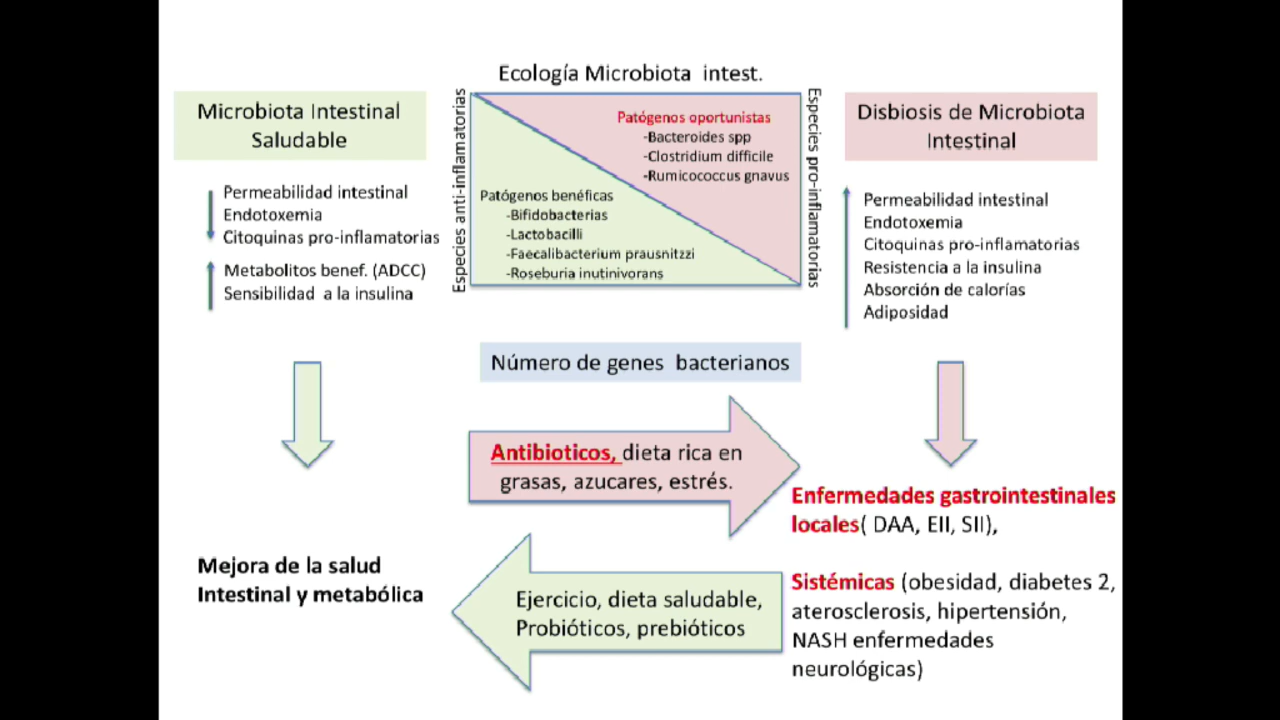 Ecología Microbiota intest.
Microbiota Intestinal
Saludable
Permeabilidad intestinal
Endotoxemia
Citoquinas pro-inflamatorias
Metabolitos benef. (ADCC)
Sensibilidad a la insulina
Especies anti-inflamatorias
Patógenos oportunistas
-Bacteroides spp
-Clostridium difficile
-Rumicococcus gnavus
Patógenos benéficas
-Bifidobacterias
-Lactobacilli
-Faecalibacterium prausnitzzi
-Roseburia inutinivorans
Especies pro-inflamatorias
Disbiosis de Microbiota
Intestinal
Permeabilidad intestinal
Endotoxemia
Citoquinas pro-inflamatorias
Resistencia a la insulina
Absorción de calorías
Adiposidad
Número de genes bacterianos
Antibioticos, dieta rica en
grasas, azucares, estrés.
Enfermedades gastrointestinales
locales( DAA, EII, SII),
Mejora de la salud
Intestinal y metabólica
Ejercicio, dieta saludable,
Probióticos, prebióticos
Sistémicas (obesidad, diabetes 2,
aterosclerosis, hipertensión,
NASH enfermedades
neurológicas)